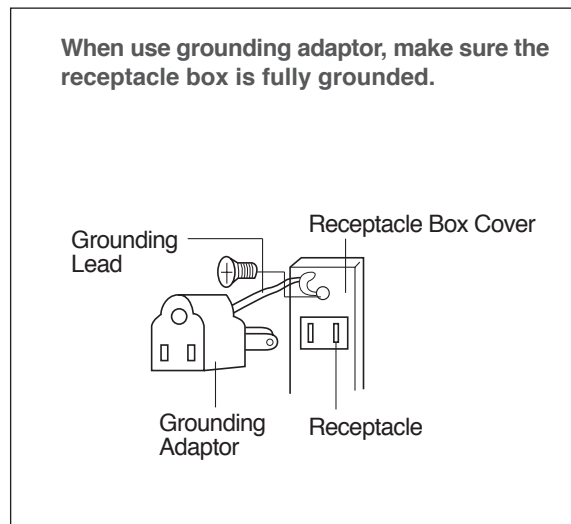 When use grounding adaptor, make sure the
receptacle box is fully grounded.
Grounding
Lead
Receptacle Box Cover
Grounding
Adaptor
Receptacle